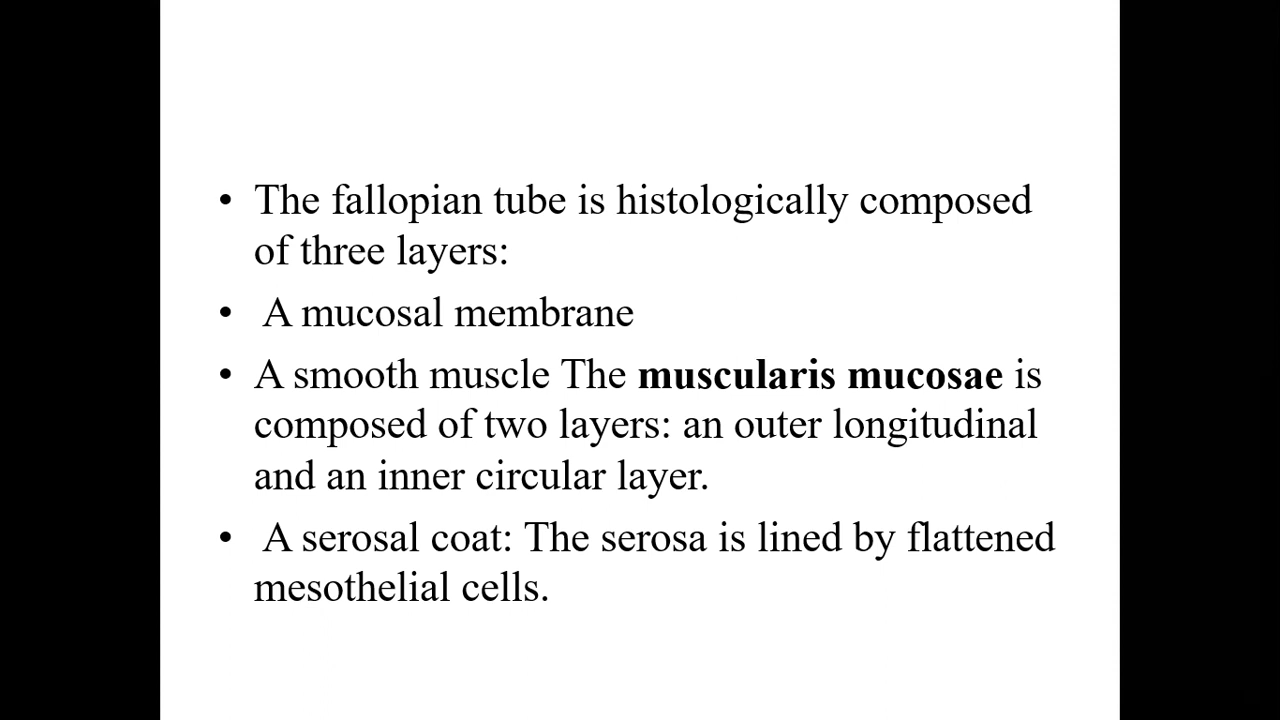 • The fallopian tube is histologically composed
of three layers:
• A mucosal membrane
• A smooth muscle The muscularis mucosae is
composed of two layers: an outer longitudinal
and an inner circular layer.
• A serosal coat: The serosa is lined by flattened
mesothelial cells.